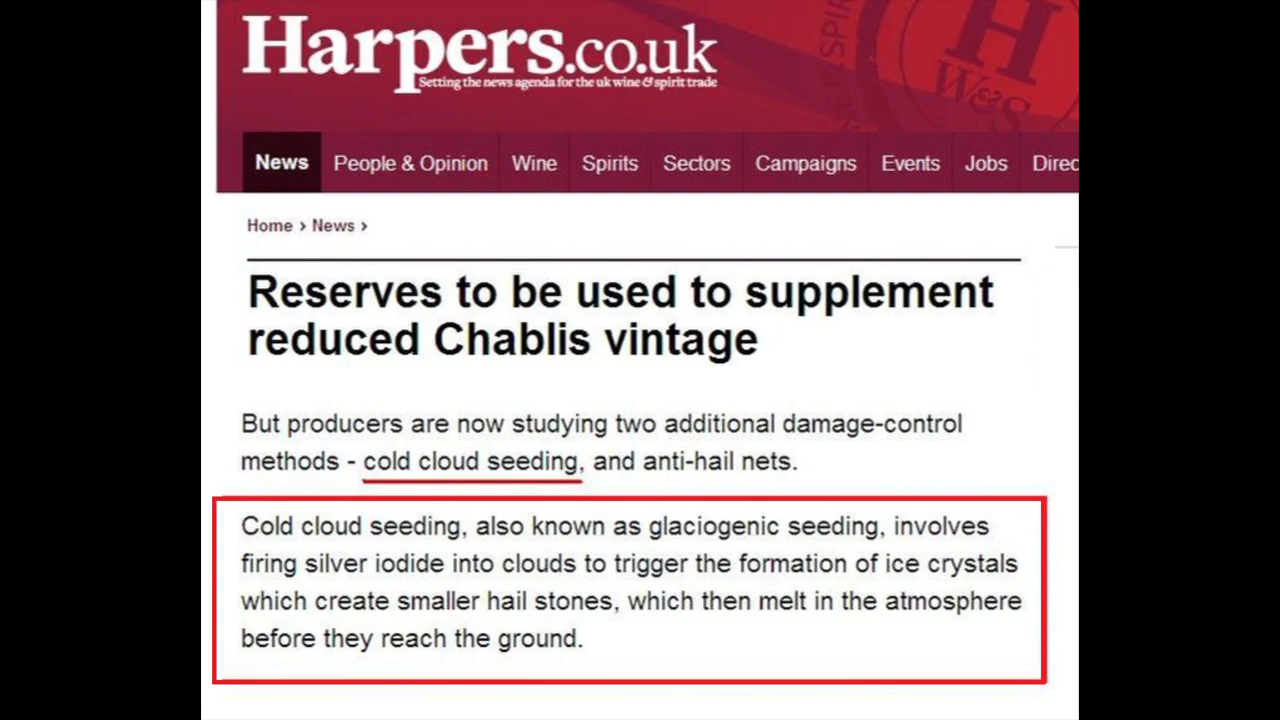 Harpers.co.uk
Setting the news agenda for the uk wine & spirit trade
H
W&S
News People & Opinion Wine Spirits Sectors Campaigns Events Jobs Direc
Home > News >
Reserves to be used to supplement
reduced Chablis vintage
But producers are now studying two additional damage-control
methods - cold cloud seeding, and anti-hail nets.
Cold cloud seeding, also known as glaciogenic seeding, involves
firing silver iodide into clouds to trigger the formation of ice crystals
which create smaller hail stones, which then melt in the atmosphere
before they reach the ground.